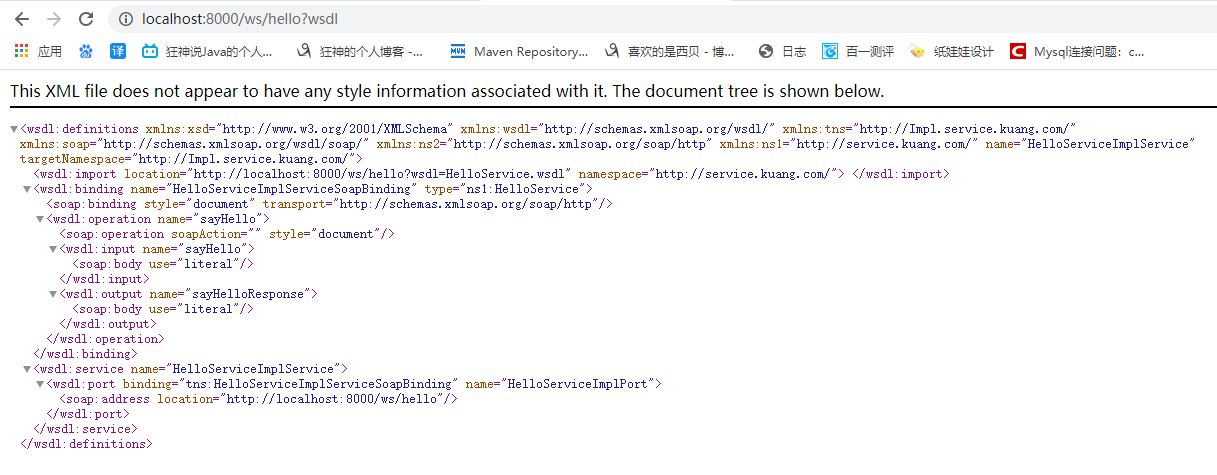 localhost:8000/ws/hello?wsdl
应用 译 狂神说Java的个人... 狂神的个人博客 -... MVN Maven Repository... 喜欢的是西贝 - 博... 日志 百一测评 纸娃娃设计 C Mysql连接问题：c...
This XML file does not appear to have any style information associated with it. The document tree is shown below.
▼<wsdl:definitions xmlns:xsd="http://www.w3.org/2001/XMLSchema" xmlns:wsdl="http://schemas.xmlsoap.org/wsdl/" xmlns:tns="http://Impl.service.kuang.com/"
xmlns:soap="http://schemas.xmlsoap.org/wsdl/soap/" xmlns:ns2="http://schemas.xmlsoap.org/soap/http" xmlns:ns1="http://service.kuang.com/" name="HelloServiceImplService"
targetNamespace="http://Impl.service.kuang.com/">
<wsdl:import location="http://localhost:8000/ws/hello?wsdl=HelloService.wsdl" namespace="http://service.kuang.com/"> </wsdl:import>
▼<wsdl:binding name="HelloServiceImplServiceSoapBinding" type="ns1:HelloService">
<soap:binding style="document" transport="http://schemas.xmlsoap.org/soap/http"/>
▼<wsdl:operation name="sayHello">
<soap:operation soapAction="" style="document"/>
▼<wsdl:input name="sayHello">
<soap:body use="literal"/>
</wsdl:input>
▼<wsdl:output name="sayHelloResponse">
<soap:body use="literal"/>
</wsdl:output>
</wsdl:operation>
</wsdl:binding>
▼<wsdl:service name="HelloServiceImplService">
▼<wsdl:port binding="tns:HelloServiceImplServiceSoapBinding" name="HelloServiceImplPort">
<soap:address location="http://localhost:8000/ws/hello"/>
</wsdl:port>
</wsdl:service>
</wsdl:definitions>